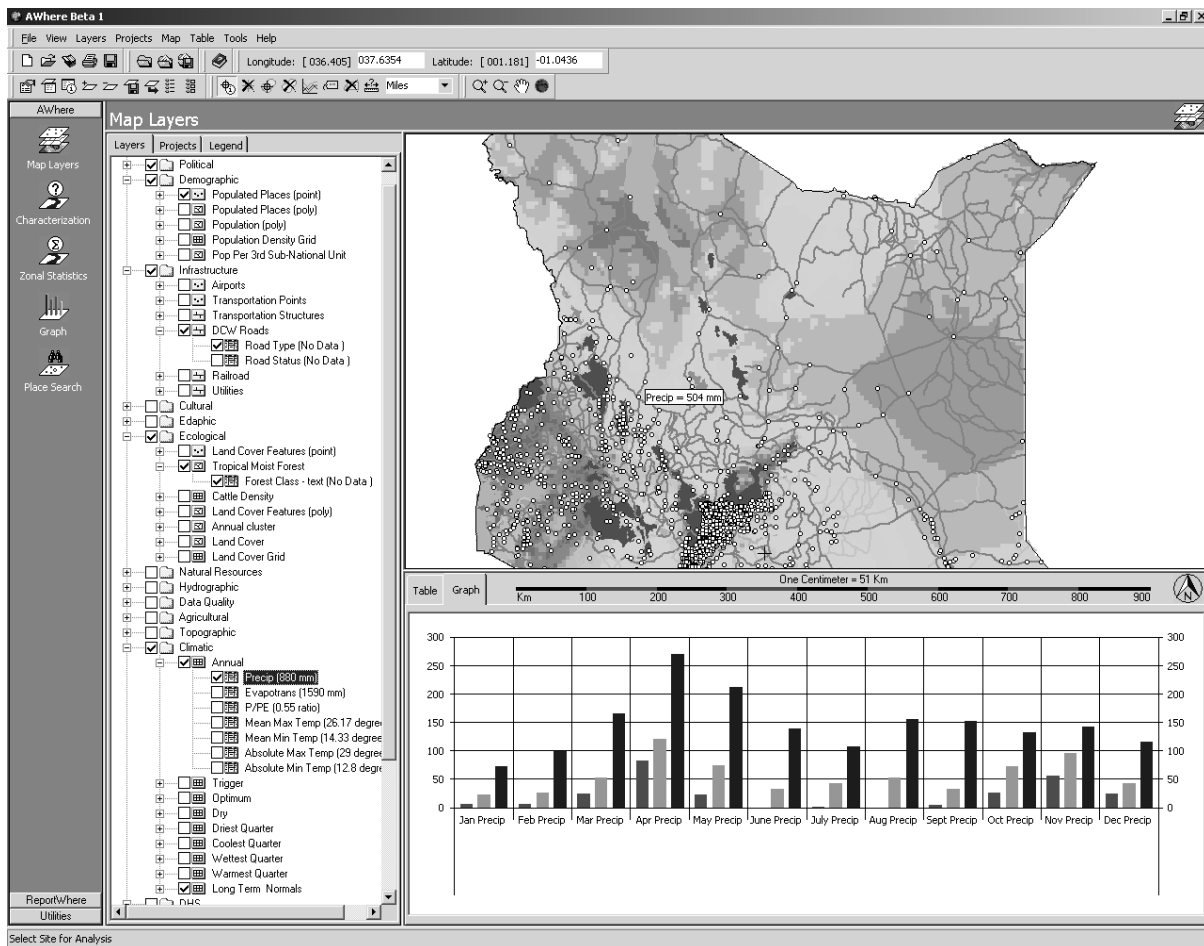 AWhere Beta 1
File View Layers Projects Map Table Tools Help
Longitude: [ 036.405] 037.6354 Latitude: [ 001.181] -01.0436
Miles
AWhere
Map Layers
Characterization
Zonal Statistics
Graph
Place Search
ReportWhere
Utilities
Map Layers
Layers Projects Legend
Political
Demographic
Populated Places (point)
Populated Places (poly)
Population (poly)
Population Density Grid
Pop Per 3rd Sub-National Unit
Infrastructure
Airports
Transportation Points
Transportation Structures
DCW Roads
Road Type (No Data )
Road Status (No Data )
Railroad
Utilities
Cultural
Edaphic
Ecological
Land Cover Features (point)
Tropical Moist Forest
Forest Class - text (No Data )
Cattle Density
Land Cover Features (poly)
Annual cluster
Land Cover
Land Cover Grid
Natural Resources
Hydrographic
Data Quality
Agricultural
Topographic
Climatic
Annual
Precip (880 mm)
Evapotrans (1590 mm)
P/PE (0.55 ratio)
Mean Max Temp (26.17 degre
Mean Min Temp (14.33 degree
Absolute Max Temp (29 degre
Absolute Min Temp (12.8 degre
Trigger
Optimum
Dry
Driest Quarter
Coolest Quarter
Wettest Quarter
Warmest Quarter
Long Term Normals
DHS
Precip = 504 mm
Table Graph
One Centimeter = 51 Km
Km 100 200 300 400 500 600 700 800 900
N
300 300
250 250
200 200
150 150
100 100
50 50
0 0
Jan Precip Feb Precip Mar Precip Apr Precip May Precip June Precip July Precip Aug Precip Sept Precip Oct Precip Nov Precip Dec Precip
Select Site for Analysis